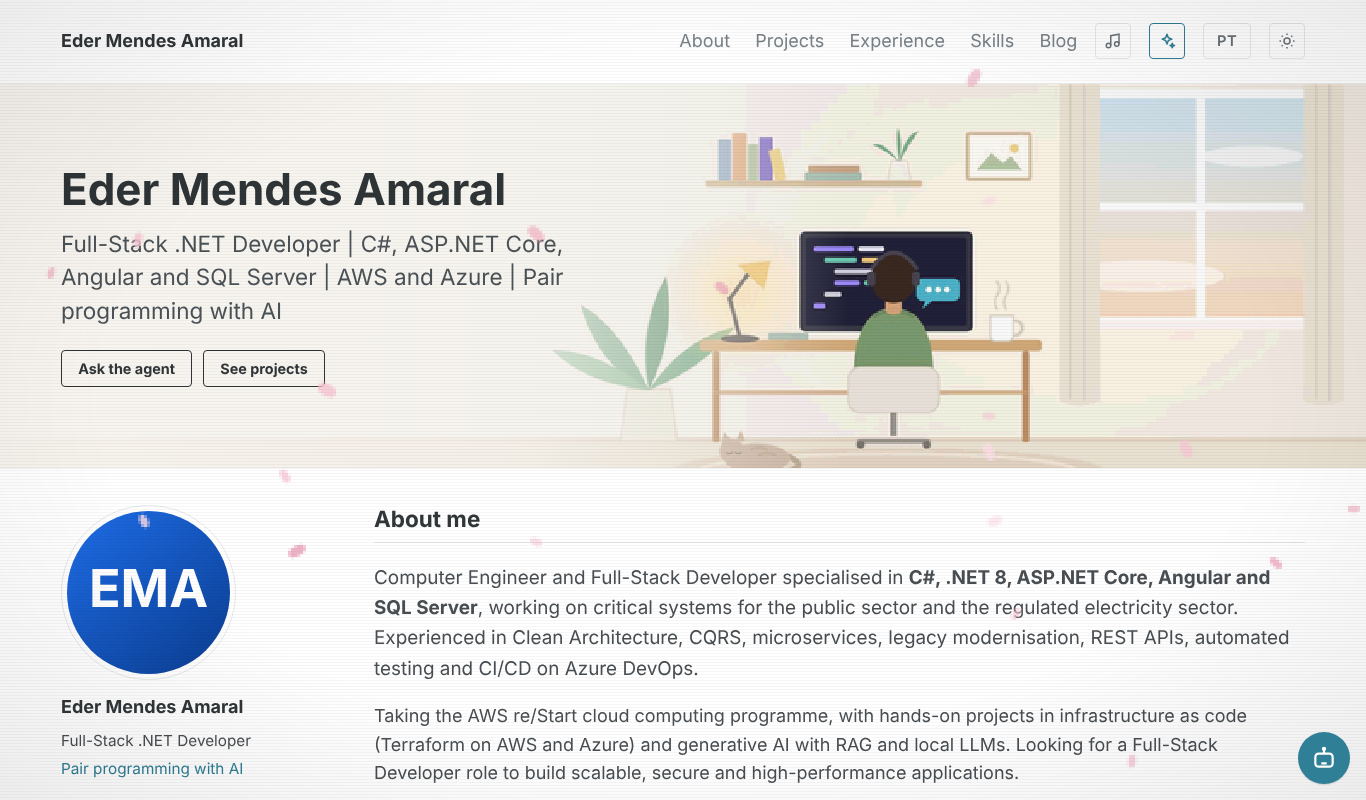 Eder Mendes Amaral
About Projects Experience Skills Blog PT
Eder Mendes Amaral
Full-Stack .NET Developer | C#, ASP.NET Core,
Angular and SQL Server | AWS and Azure | Pair
programming with AI
Ask the agent See projects
EMA
Eder Mendes Amaral
Full-Stack .NET Developer
Pair programming with AI
About me
Computer Engineer and Full-Stack Developer specialised in C#, .NET 8, ASP.NET Core, Angular and
SQL Server, working on critical systems for the public sector and the regulated electricity sector.
Experienced in Clean Architecture, CQRS, microservices, legacy modernisation, REST APIs, automated
testing and CI/CD on Azure DevOps.
Taking the AWS re/Start cloud computing programme, with hands-on projects in infrastructure as code
(Terraform on AWS and Azure) and generative AI with RAG and local LLMs. Looking for a Full-Stack
Developer role to build scalable, secure and high-performance applications.